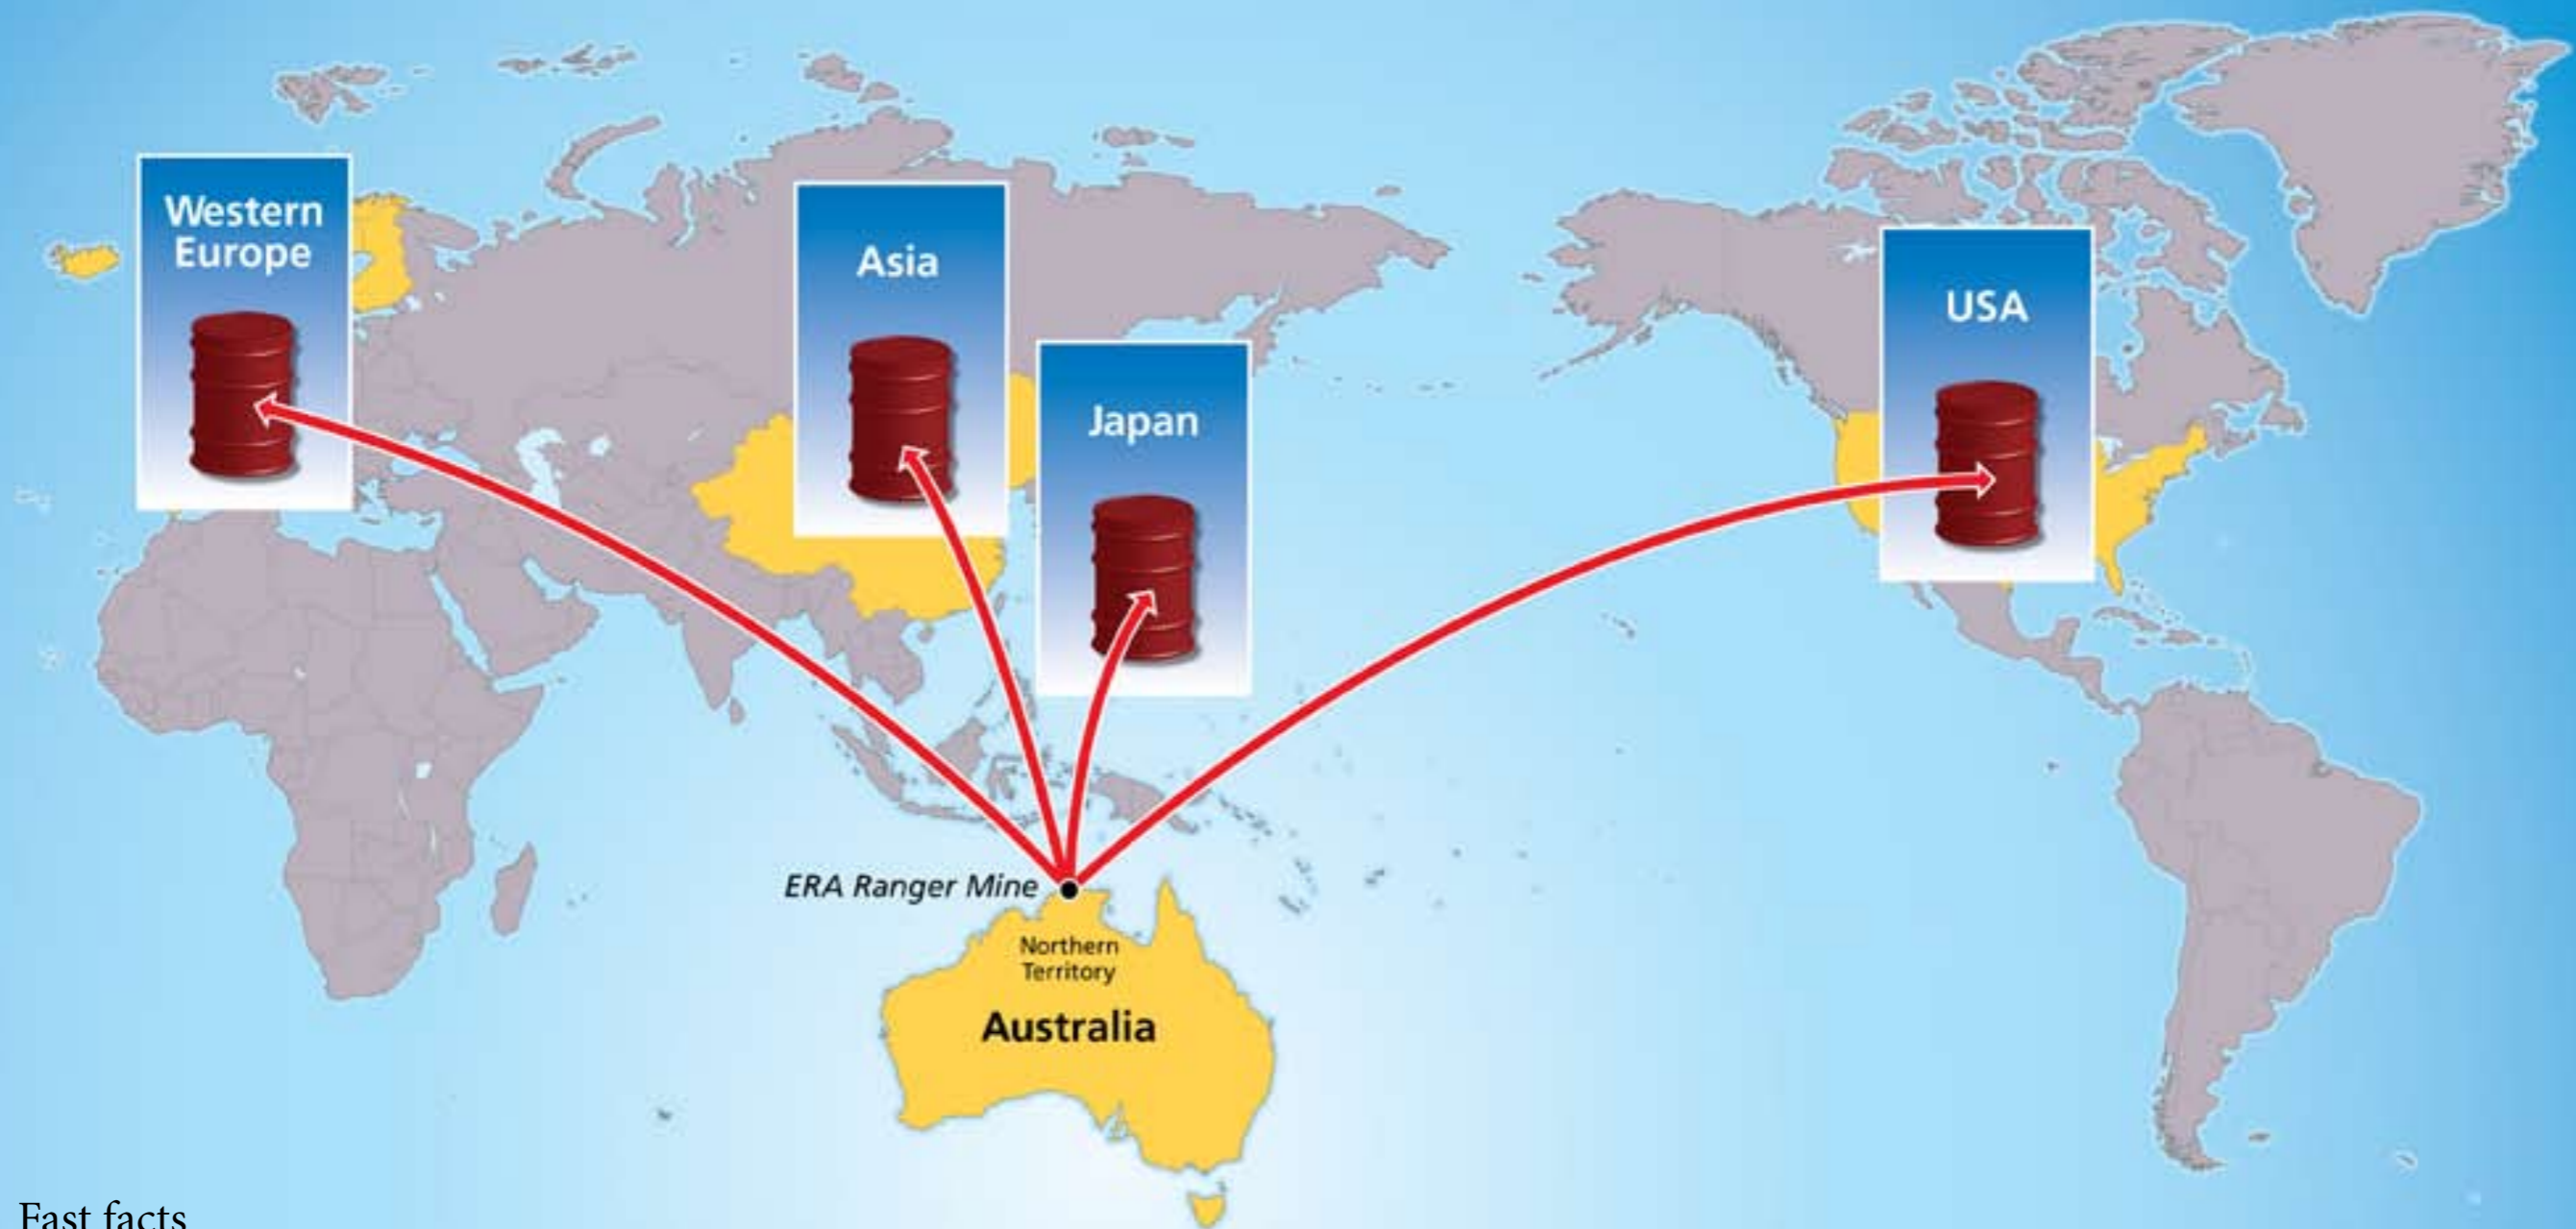 Western
Europe
Asia
Japan
USA
ERA Ranger Mine
Northern
Territory
Australia
Fast facts